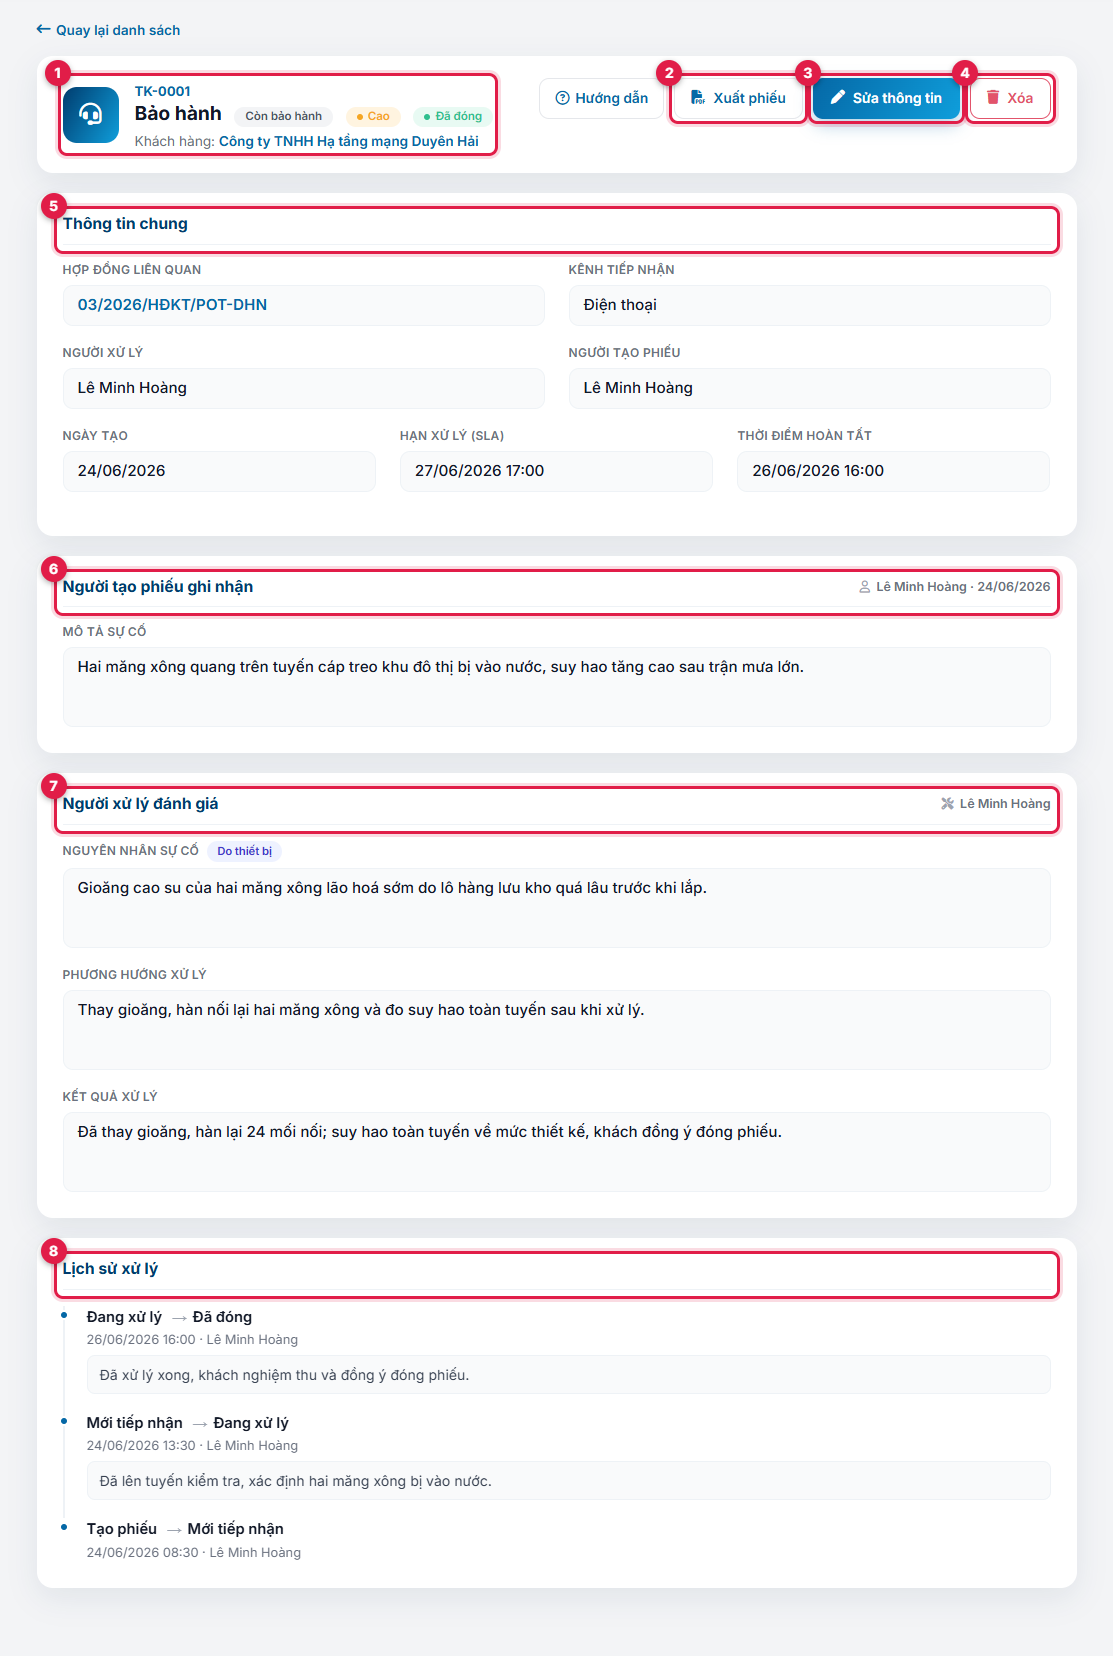 ← Quay lại danh sách
1
TK-0001
Bảo hành Còn bảo hành Cao Đã đóng
Khách hàng: Công ty TNHH Hạ tầng mạng Duyên Hải
Hướng dẫn
2
Xuất phiếu
3
Sửa thông tin
4
Xóa
5
Thông tin chung
HỢP ĐỒNG LIÊN QUAN
03/2026/HĐKT/POT-DHN
KÊNH TIẾP NHẬN
Điện thoại
NGƯỜI XỬ LÝ
Lê Minh Hoàng
NGƯỜI TẠO PHIẾU
Lê Minh Hoàng
NGÀY TẠO
24/06/2026
HẠN XỬ LÝ (SLA)
27/06/2026 17:00
THỜI ĐIỂM HOÀN TẤT
26/06/2026 16:00
6
Người tạo phiếu ghi nhận
Lê Minh Hoàng · 24/06/2026
MÔ TẢ SỰ CỐ
Hai măng xông quang trên tuyến cáp treo khu đô thị bị vào nước, suy hao tăng cao sau trận mưa lớn.
7
Người xử lý đánh giá
Lê Minh Hoàng
NGUYÊN NHÂN SỰ CỐ Do thiết bị
Gioăng cao su của hai măng xông lão hoá sớm do lô hàng lưu kho quá lâu trước khi lắp.
PHƯƠNG HƯỚNG XỬ LÝ
Thay gioăng, hàn nối lại hai măng xông và đo suy hao toàn tuyến sau khi xử lý.
KẾT QUẢ XỬ LÝ
Đã thay gioăng, hàn lại 24 mối nối; suy hao toàn tuyến về mức thiết kế, khách đồng ý đóng phiếu.
8
Lịch sử xử lý
Đang xử lý → Đã đóng
26/06/2026 16:00 · Lê Minh Hoàng
Đã xử lý xong, khách nghiệm thu và đồng ý đóng phiếu.
Mới tiếp nhận → Đang xử lý
24/06/2026 13:30 · Lê Minh Hoàng
Đã lên tuyến kiểm tra, xác định hai măng xông bị vào nước.
Tạo phiếu → Mới tiếp nhận
24/06/2026 08:30 · Lê Minh Hoàng